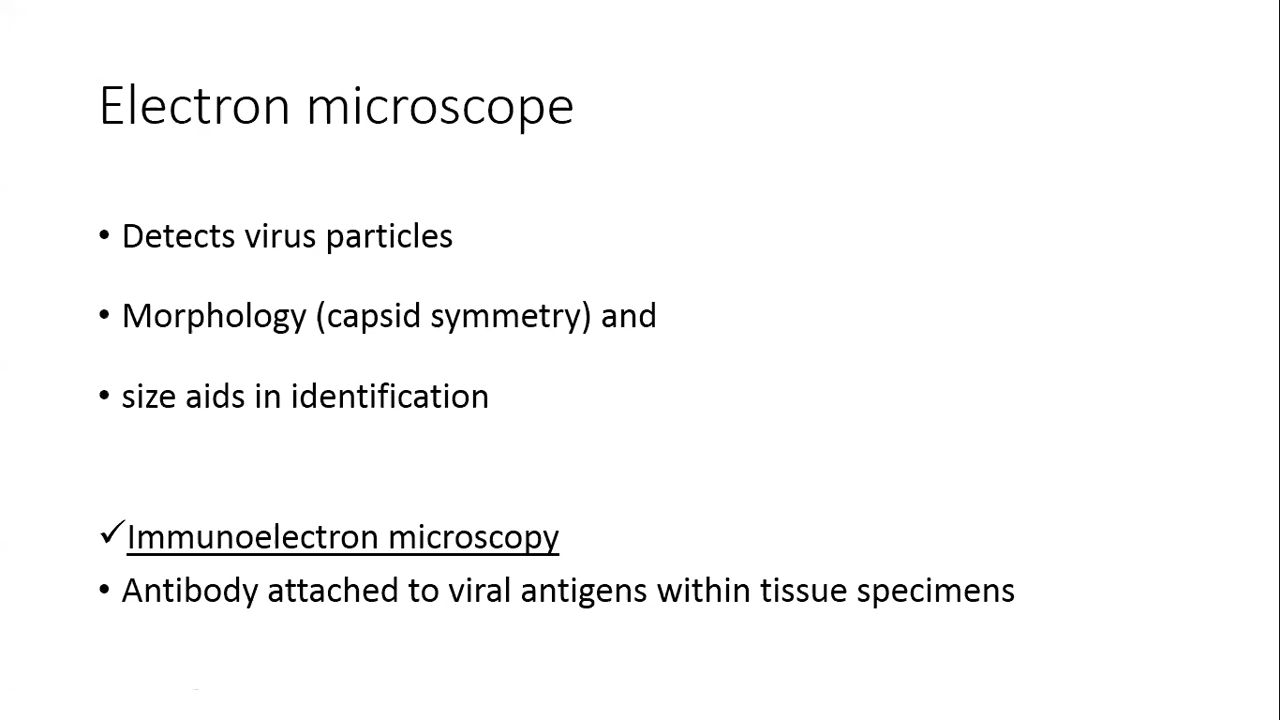 Electron microscope
• Detects virus particles
• Morphology (capsid symmetry) and
• size aids in identification
✓Immunoelectron microscopy
• Antibody attached to viral antigens within tissue specimens